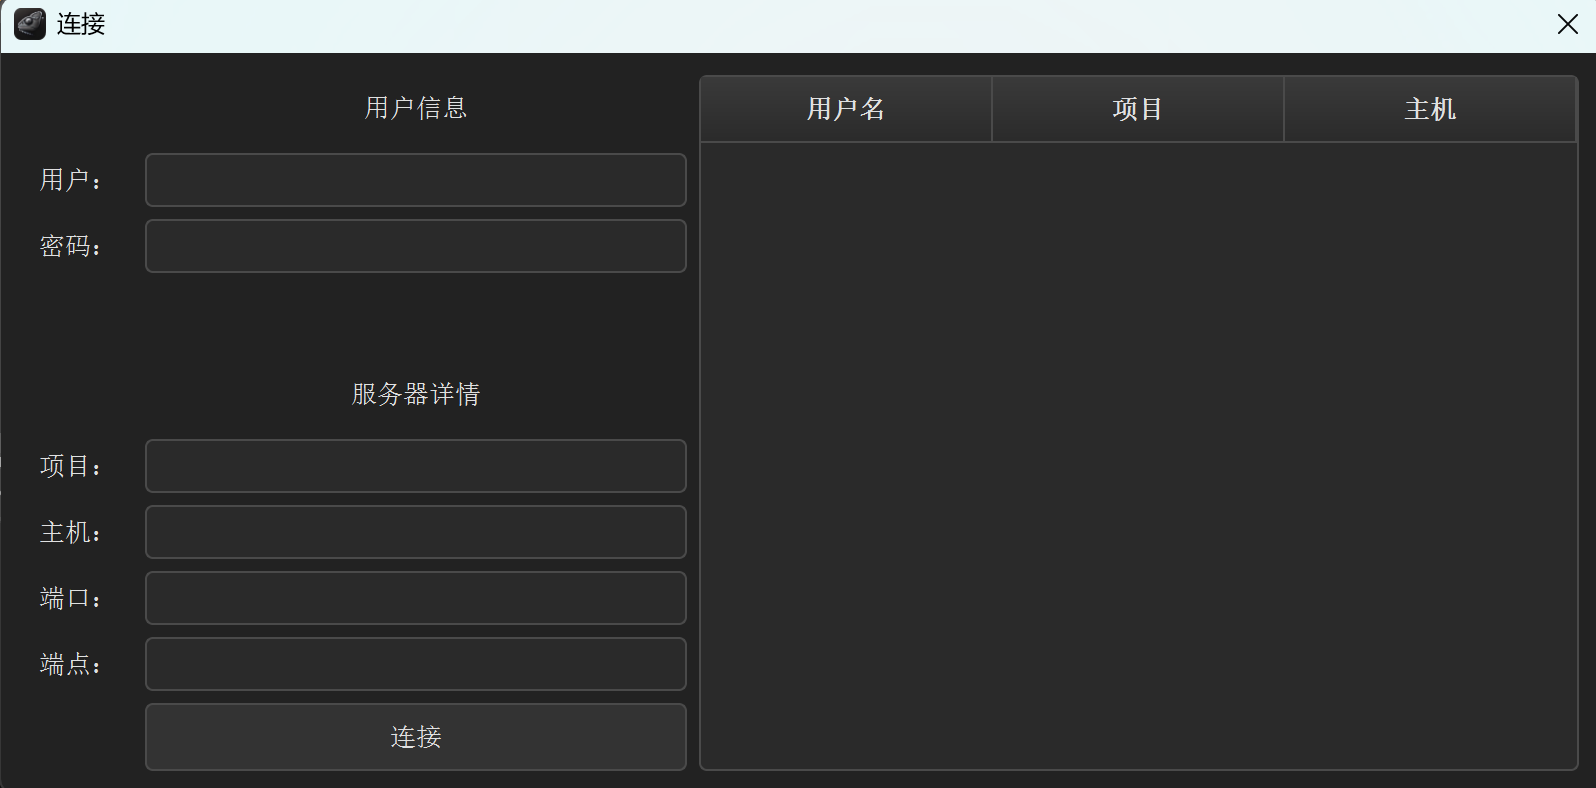 连接
用户信息
用户：
密码：
服务器详情
项目：
主机：
端口：
端点：
连接
用户名 项目 主机